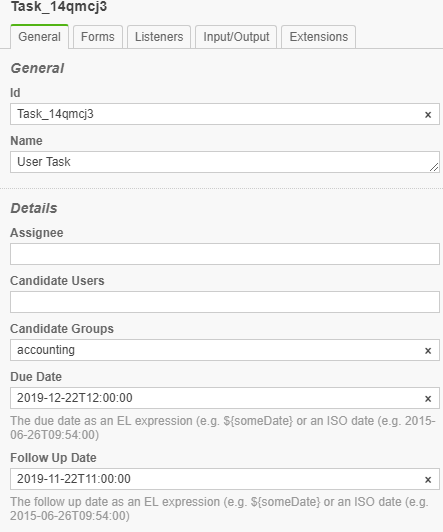 Task_14qmcj3
General Forms Listeners Input/Output Extensions
General
Id
Task_14qmcj3 ×
Name
User Task
Details
Assignee
Candidate Users
Candidate Groups
accounting ×
Due Date
2019-12-22T12:00:00 ×
The due date as an EL expression (e.g. ${someDate} or an ISO date (e.g. 2015-
06-26T09:54:00)
Follow Up Date
2019-11-22T11:00:00 ×
The follow up date as an EL expression (e.g. ${someDate} or an ISO date (e.g.
2015-06-26T09:54:00)